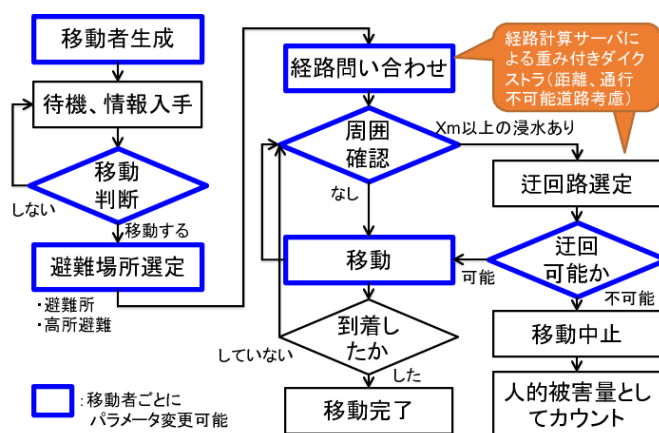 移動者生成
待機、情報入手
移動
判断
しない
移動する
避難場所選定
・避難所
・高所避難
:移動者ごとに
パラメータ変更可能
経路問い合わせ
周囲
確認
Xm以上の浸水あり
なし
移動
到着し
たか
していない
した
移動完了
経路計算サーバに
よる重み付きダイク
ストラ(距離、通行
不可能道路考慮)
迂回路選定
迂回
可能か
可能
不可能
移動中止
人的被害量とし
てカウント